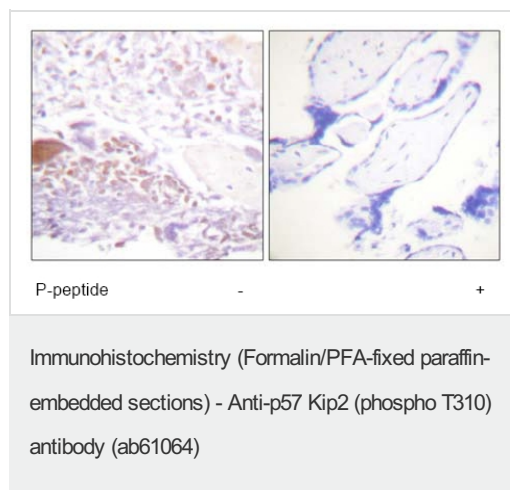 P-peptide - +
Immunohistochemistry (Formalin/PFA-fixed paraffin-
embedded sections) - Anti-p57 Kip2 (phospho T310)
antibody (ab61064)